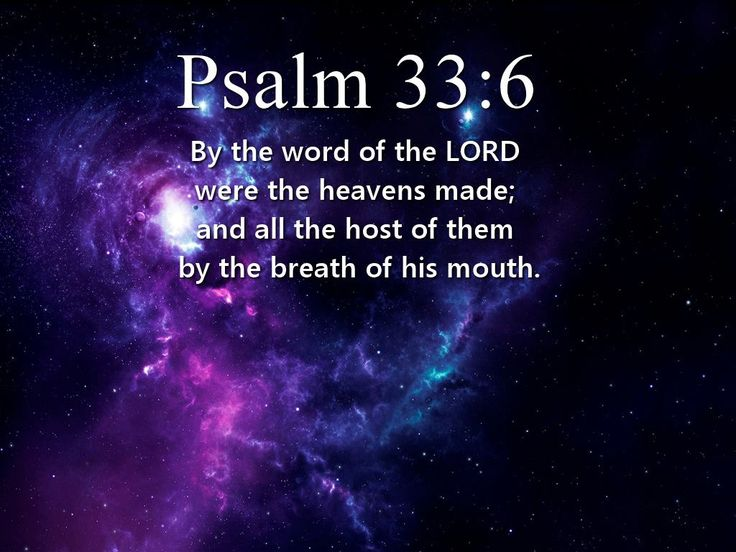 Psalm 33:6
By the word of the LORD
were the heavens made;
and all the host of them
by the breath of his mouth.